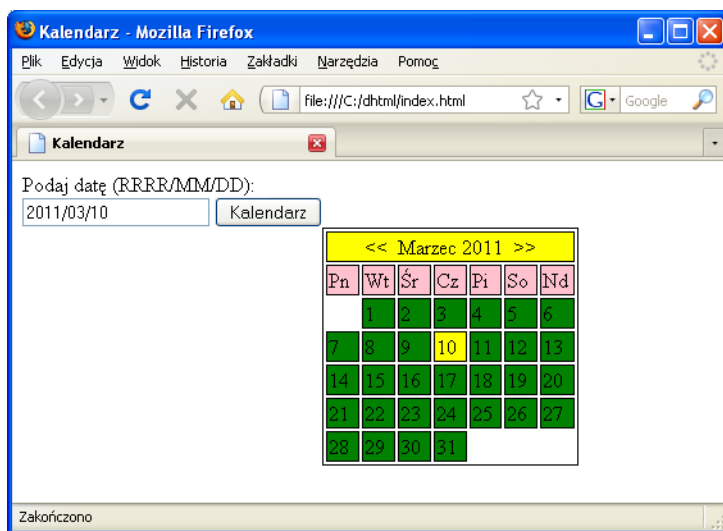 Kalendarz - Mozilla Firefox
Plik Edycja Widok Historia Zakładki Narzędzia Pomoc
file:///C:/dhtml/index.html G Google
Kalendarz
Podaj datę (RRRR/MM/DD):
2011/03/10 Kalendarz
<< Marzec 2011 >>
Pn Wt Śr Cz Pi So Nd
1 2 3 4 5 6
7 8 9 10 11 12 13
14 15 16 17 18 19 20
21 22 23 24 25 26 27
28 29 30 31
Zakończono